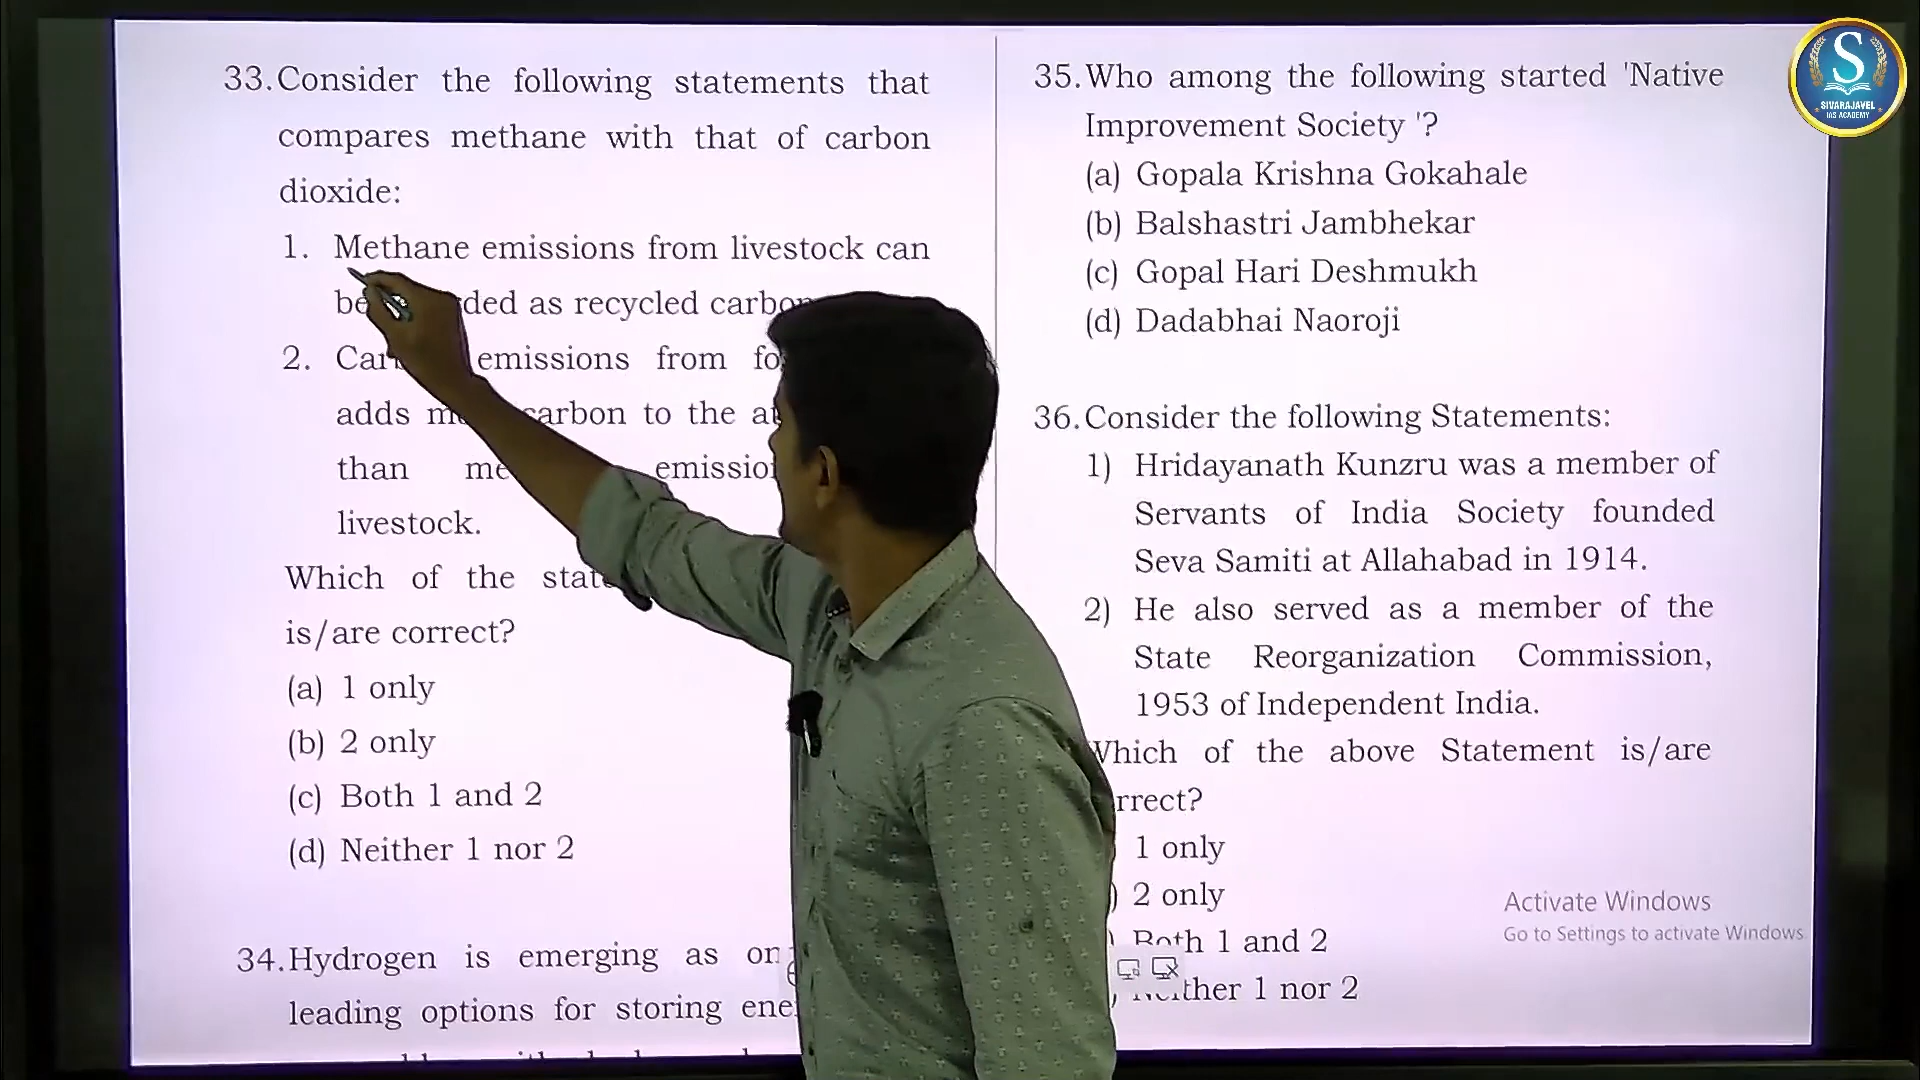 33. Consider the following statements that
compares methane with that of carbon
dioxide:
1. Methane emissions from livestock can
as recycled carbon
2. emissions from
adds carbon to the
than
livestock.
Which of the
is/are correct?
(a) 1 only
(b) 2 only
(c) Both 1 and 2
(d) Neither 1 nor 2
34. Hydrogen is emerging as
leading options for storing
35. Who among the following started 'Native
Improvement Society '?
(a) Gopala Krishna Gokahale
(b) Balshastri Jambhekar
(c) Gopal Hari Deshmukh
(d) Dadabhai Naoroji
36. Consider the following Statements:
1) Hridayanath Kunzru was a member of
Servants of India Society founded
Seva Samiti at Allahabad in 1914.
2) He also served as a member of the
State Reorganization Commission,
1953 of Independent India.
Which of the above Statement is/are
1 only
2 only
Both 1 and 2
1 nor 2
Activate Windows
Go to Settings to activate Windows
S
SIVARAJAVEL
IAS ACADEMY